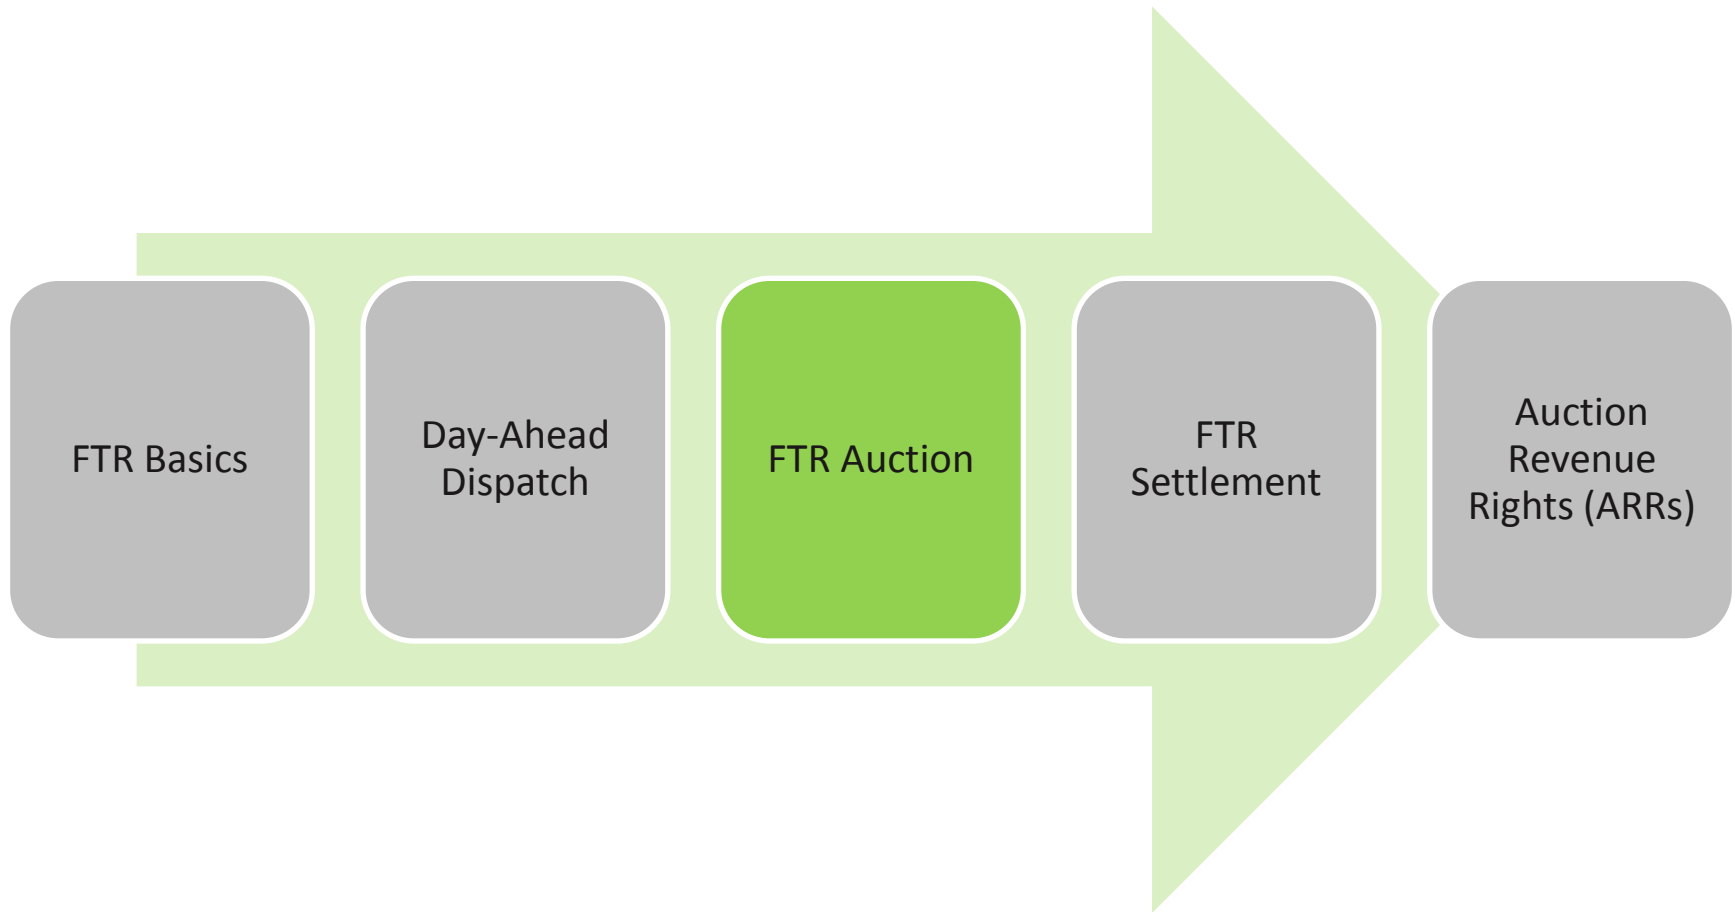 FTR Basics
Day-Ahead
Dispatch
FTR Auction
FTR
Settlement
Auction
Revenue
Rights (ARRs)